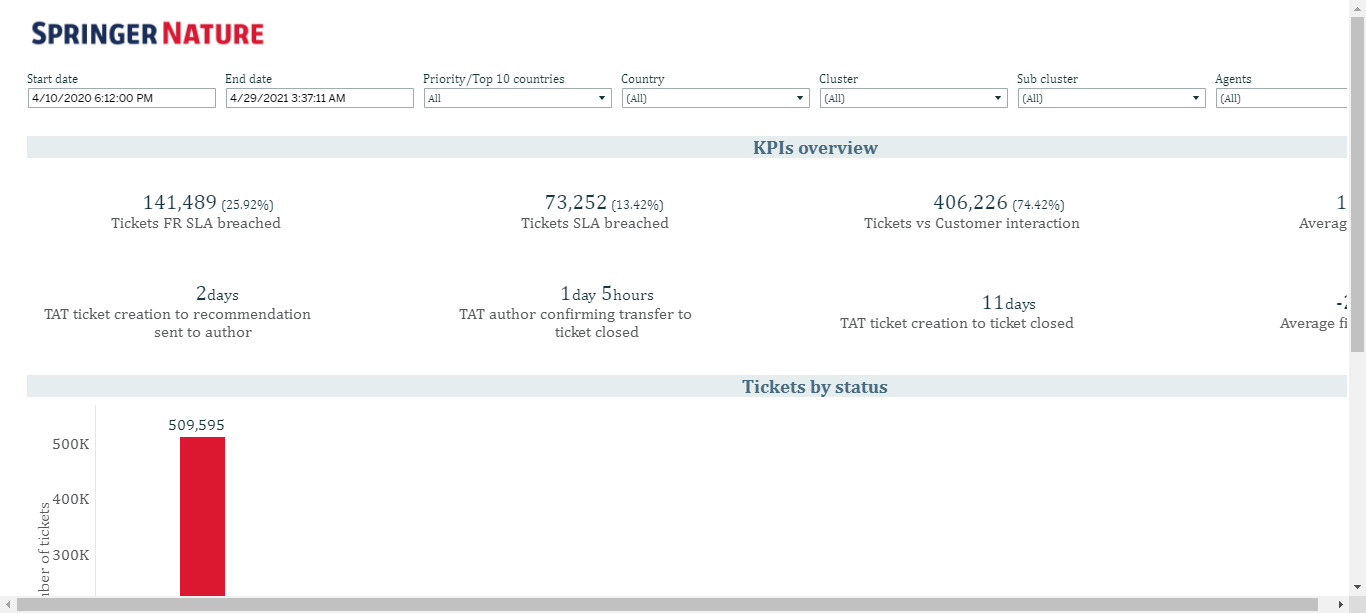 SPRINGER NATURE
Start date
End date
Priority/Top 10 countries
Country
Cluster
Sub cluster
Agents
4/10/2020 6:12:00 PM
4/29/2021 3:37:11 AM
All
(All)
(All)
(All)
(All)
KPIs overview
141,489 (25.92%)
Tickets FR SLA breached
73,252 (13.42%)
Tickets SLA breached
406,226 (74.42%)
Tickets vs Customer interaction
1
2days
TAT ticket creation to recommendation
sent to author
1day 5hours
TAT author confirming transfer to
ticket closed
11days
TAT ticket creation to ticket closed
Average
Tickets by status
509,595
500K
400K
300K
of tickets